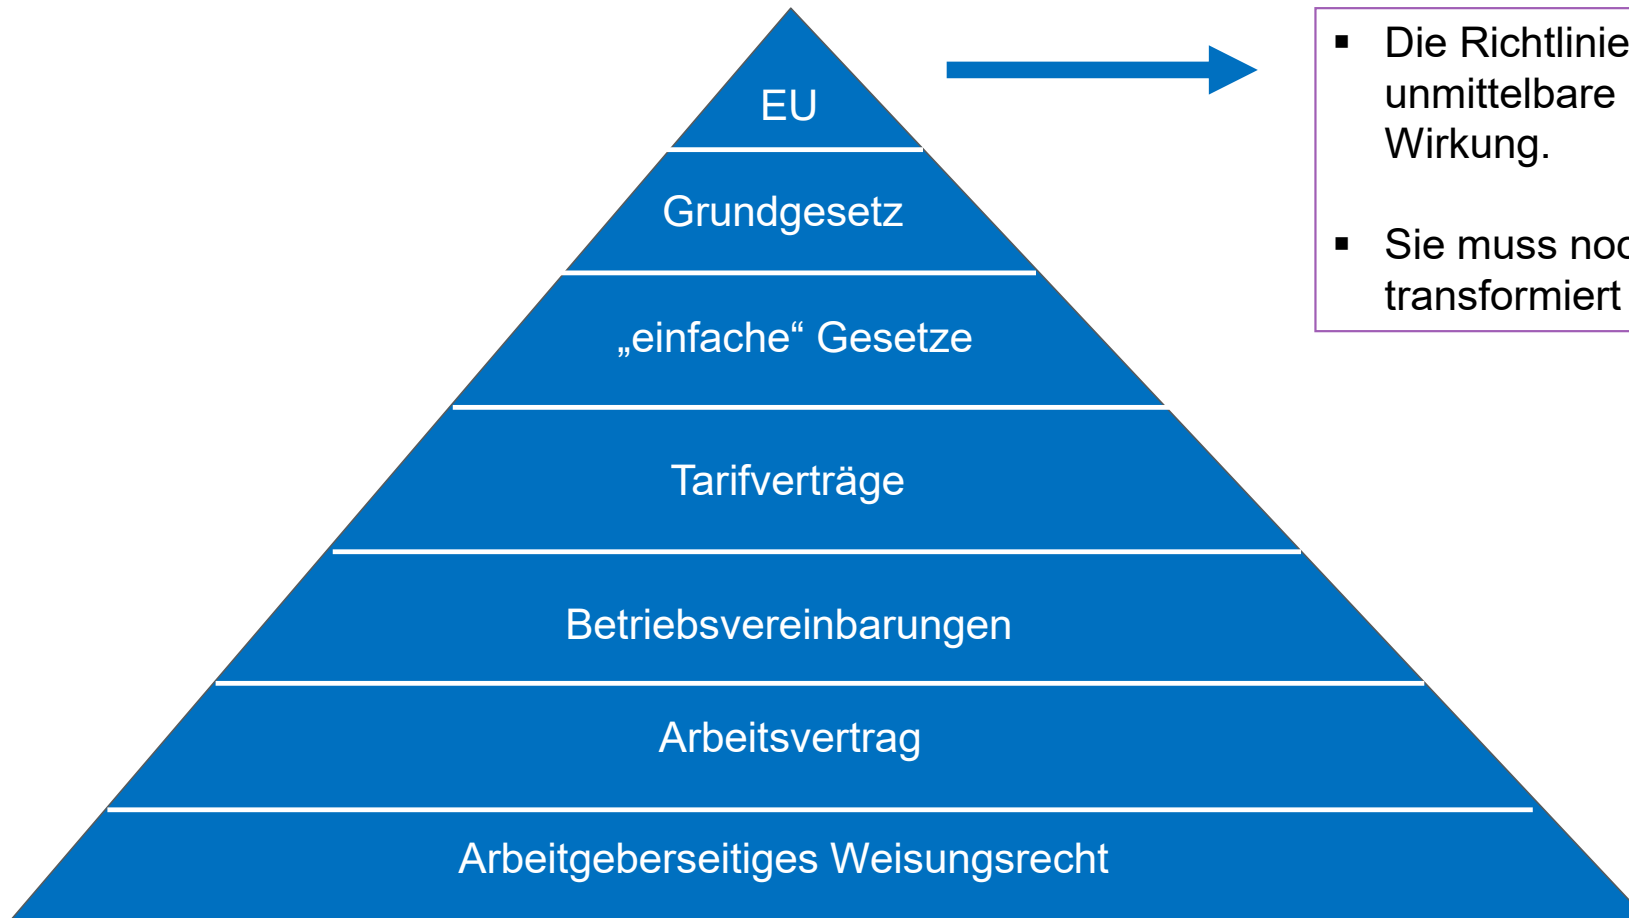 EU
Grundgesetz
„einfache“ Gesetze
Tarifverträge
Betriebsvereinbarungen
Arbeitsvertrag
Arbeitgeberseitiges Weisungsrecht
▪ Die Richtlinie
unmittelbare
Wirkung.
▪ Sie muss
transformiert